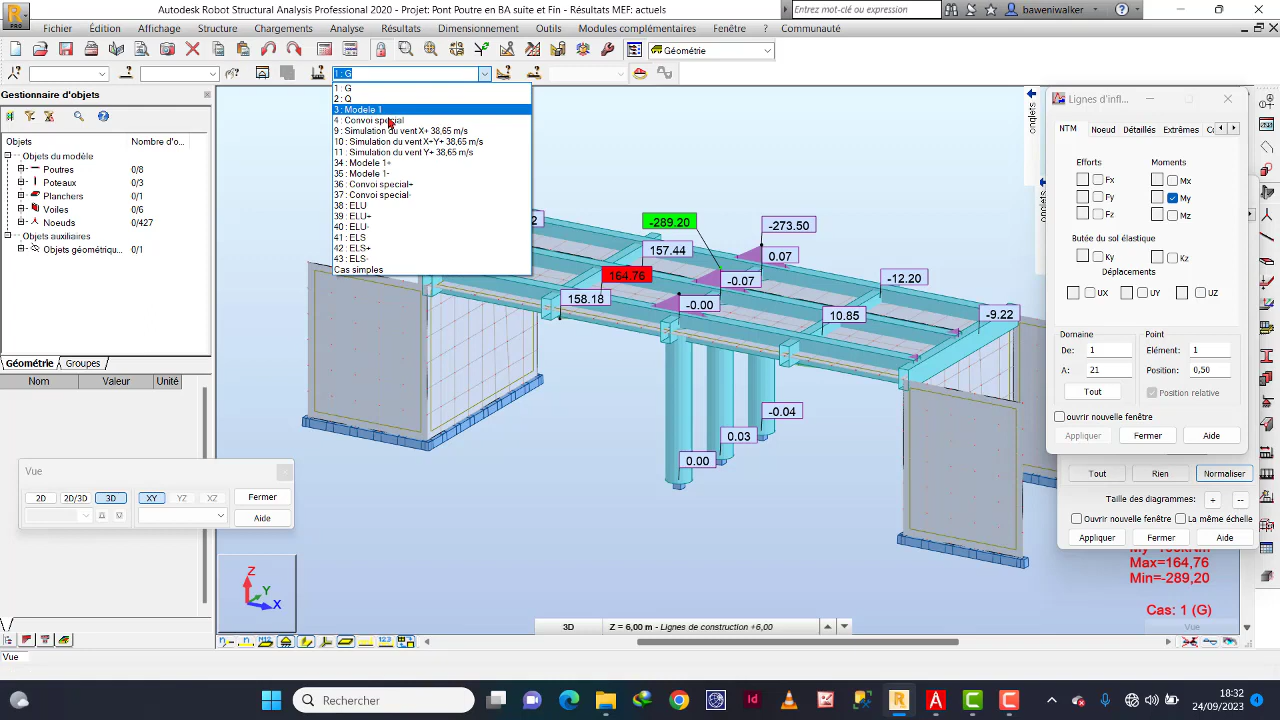 Autodesk Robot Structural Analysis Professional 2020 - Projet: Pont Poutre en BA suite et Fin - Résultats MEF: actuels
Entrez mot-clé ou expression
baweniwalker
PRO
Fichier Édition Affichage Structure Chargements Analyse Résultats Dimensionnement Outils Modules complémentaires Fenêtre ? Communauté
Géométrie
1 : G
1 : G
2 : Q
3 : Modele 1
4 : Convoi special
9 : Simulation du vent X+ 38,65 m/s
10 : Simulation du vent X+Y+ 38,65 m/s
11 : Simulation du vent Y+ 38,65 m/s
34 : Modele 1+
35 : Modele 1-
36 : Convoi special+
37 : Convoi special-
38 : ELU
39 : ELU+
40 : ELU-
41 : ELS
42 : ELS+
43 : ELS-
Cas simples
Gestionnaire d'objets
Objets Nombre d'o...
Objets du modèle
Poutres 0/8
Poteaux 0/3
Planchers 0/1
Voiles 0/6
Noeuds 0/427
Objets auxiliaires
Objets géométriqu... 0/1
Géométrie Groupes
Nom Valeur Unité
Vue
2D 2D/3D 3D XY YZ XZ Fermer
Aide
Vue
-289.20
-273.50
157.44
0.07
164.76
-0.07
-12.20
158.18
-0.00
10.85
-9.22
-0.04
0.03
0.00
Z
Y
X
3D Z = 6,00 m - Lignes de construction +6,00
Max=164,76
Min=-289,20
Cas: 1 (G)
Vue
Lignes d'infl...
NTM Noeud Détaillés Extrêmes
Efforts Moments
Fx Mx
Fy My
Fz Mz
Butée du sol élastique
Ky Kz
Déplacements
UX UY UZ
Domaine Point
De: 1 Elément: 1
A: 21 Position: 0,50
Tout Position relative
ouvrir nouvelle fenêtre
Appliquer Fermer Aide
Tout Rien Normaliser
Taille des diagrammes: + --
Ouvrir nouvelle fenêtre La même échelle
Appliquer Fermer Aide
Rechercher
18:32
24/09/2023